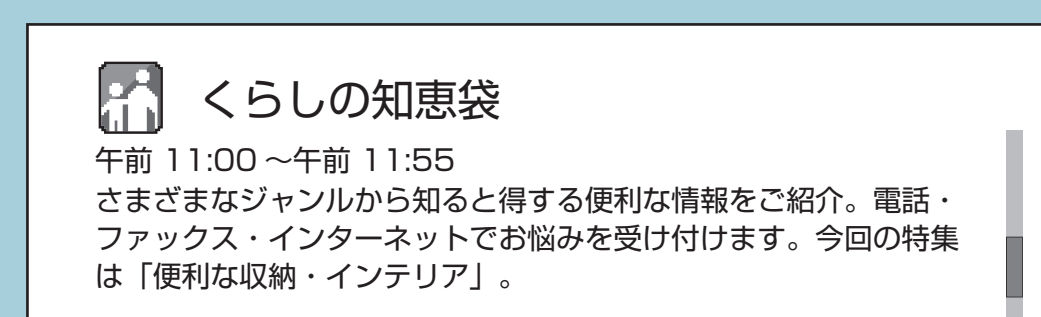 くらしの知恵袋
午前 11:00 ～午前 11:55
さまざまなジャンルから知ると得する便利な情報をご紹介。電話・
ファックス・インターネットでお悩みを受け付けます。今回の特集
は「便利な収納・インテリア」。